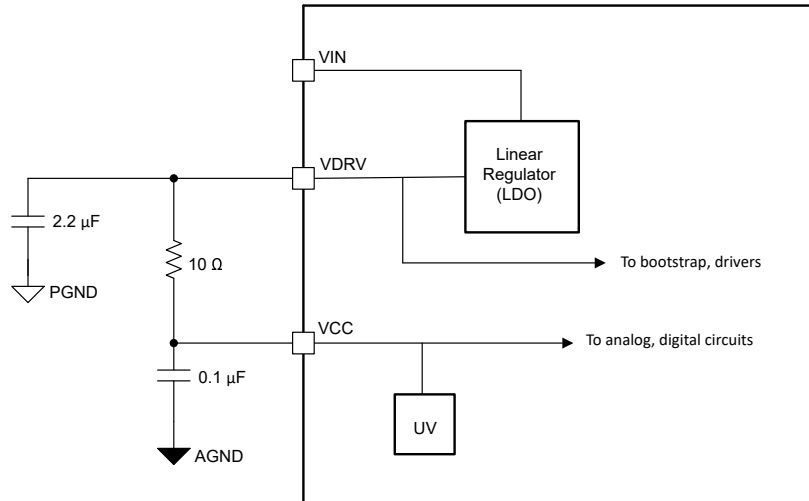 VIN
Linear
Regulator
(LDO)
VDRV
2.2 µF
10 Ω
To bootstrap, drivers
PGND
VCC
To analog, digital circuits
0.1 µF
UV
AGND